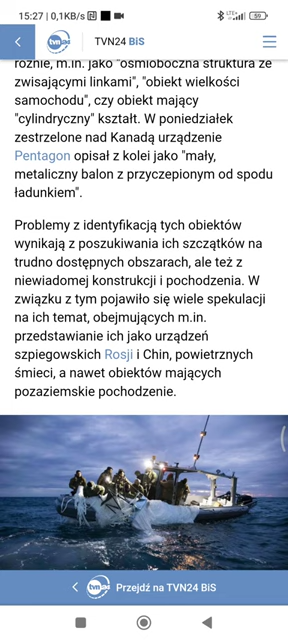 15:27 | 0,1KB/s
LTE+
59
tvn24
TVN24 BiS
różnie, m.in. jako "ośmioboczna struktura ze
zwisającymi linkami", "obiekt wielkości
samochodu", czy obiekt mający
"cylindryczny" kształt. W poniedziałek
zestrzelone nad Kanadą urządzenie
Pentagon opisał z kolei jako "mały,
metaliczny balon z przyczepionym od spodu
ładunkiem".
Problemy z identyfikacją tych obiektów
wynikają z poszukiwania ich szczątków na
trudno dostępnych obszarach, ale też z
niewiadomej konstrukcji i pochodzenia. W
związku z tym pojawiło się wiele spekulacji
na ich temat, obejmujących m.in.
przedstawianie ich jako urządzeń
szpiegowskich Rosji i Chin, powietrznych
śmieci, a nawet obiektów mających
pozaziemskie pochodzenie.
tvn24 Przejdź na TVN24 BiS